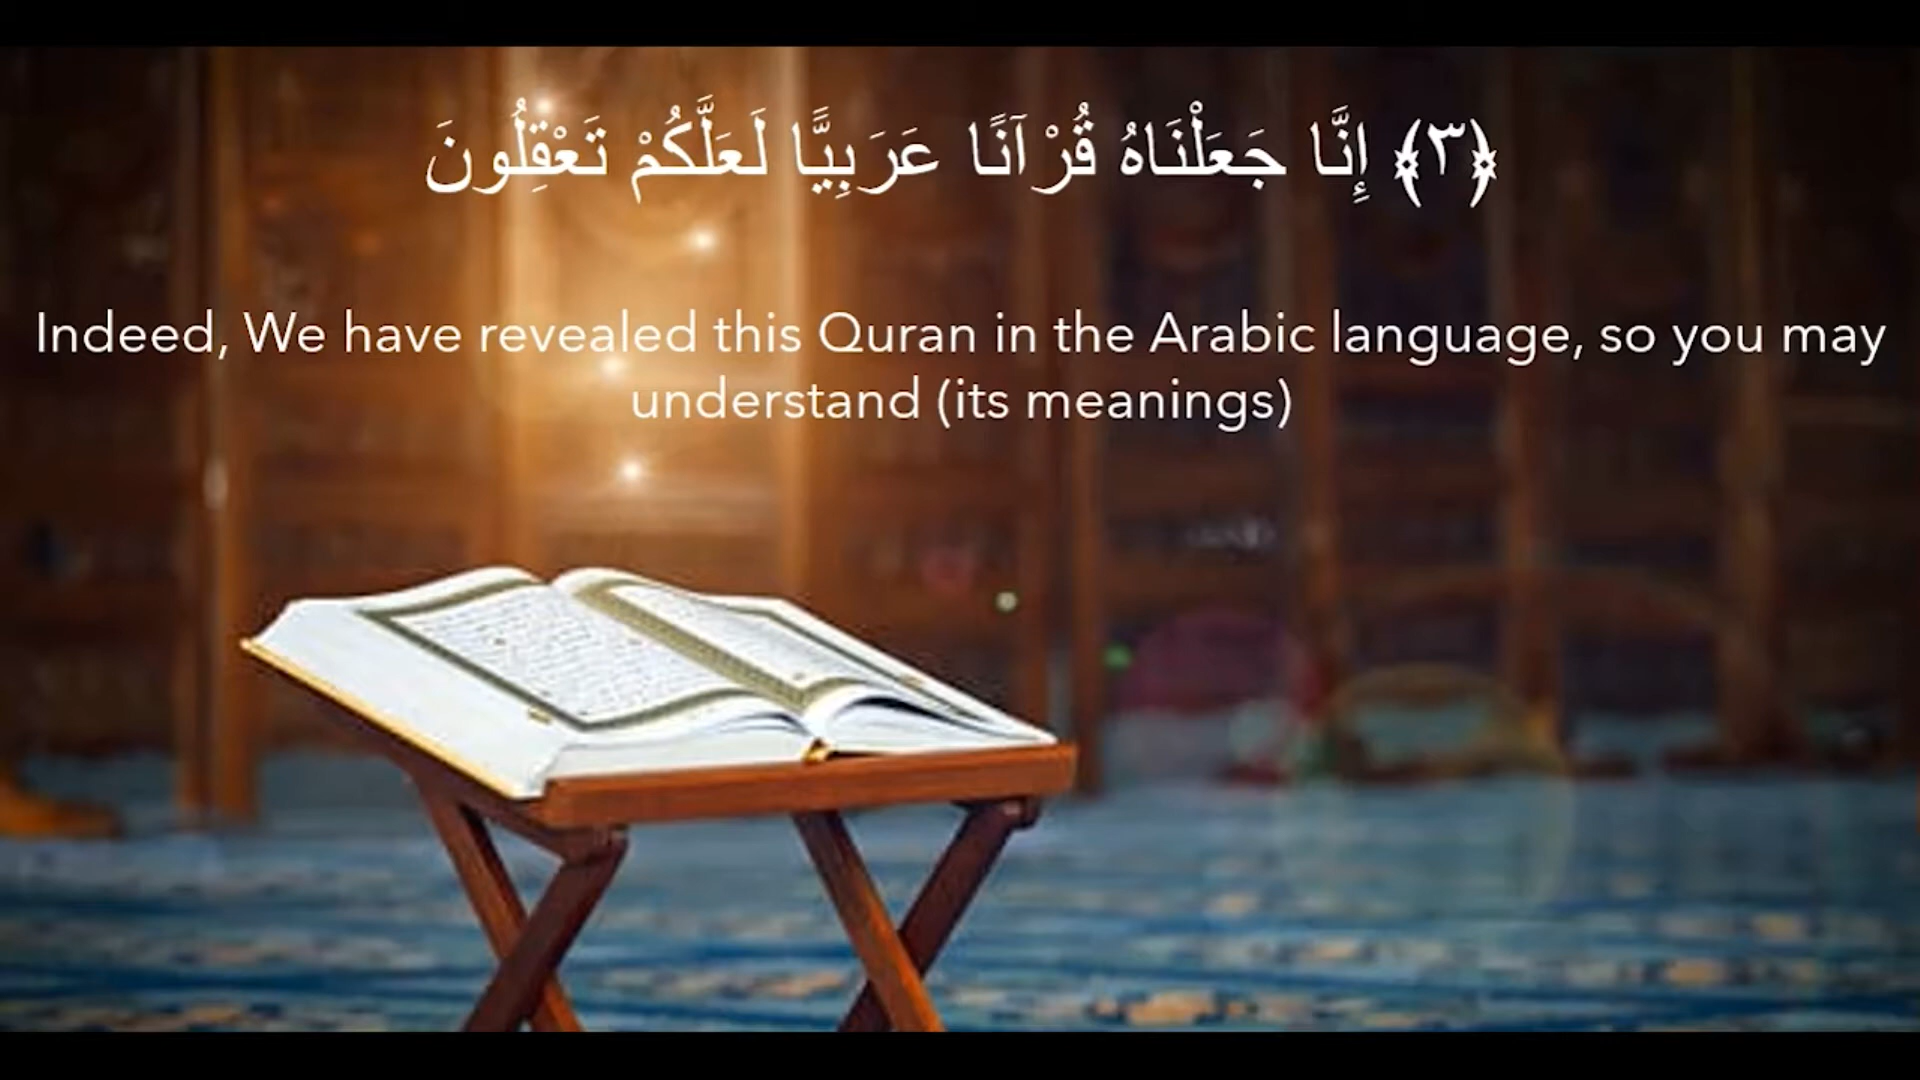 ﴿٣﴾ إِنَّا جَعَلْنَاهُ قُرْآنًا عَرَبِيًّا لَعَلَّكُمْ تَعْقِلُونَ
Indeed, We have revealed this Quran in the Arabic language, so you may
understand (its meanings)